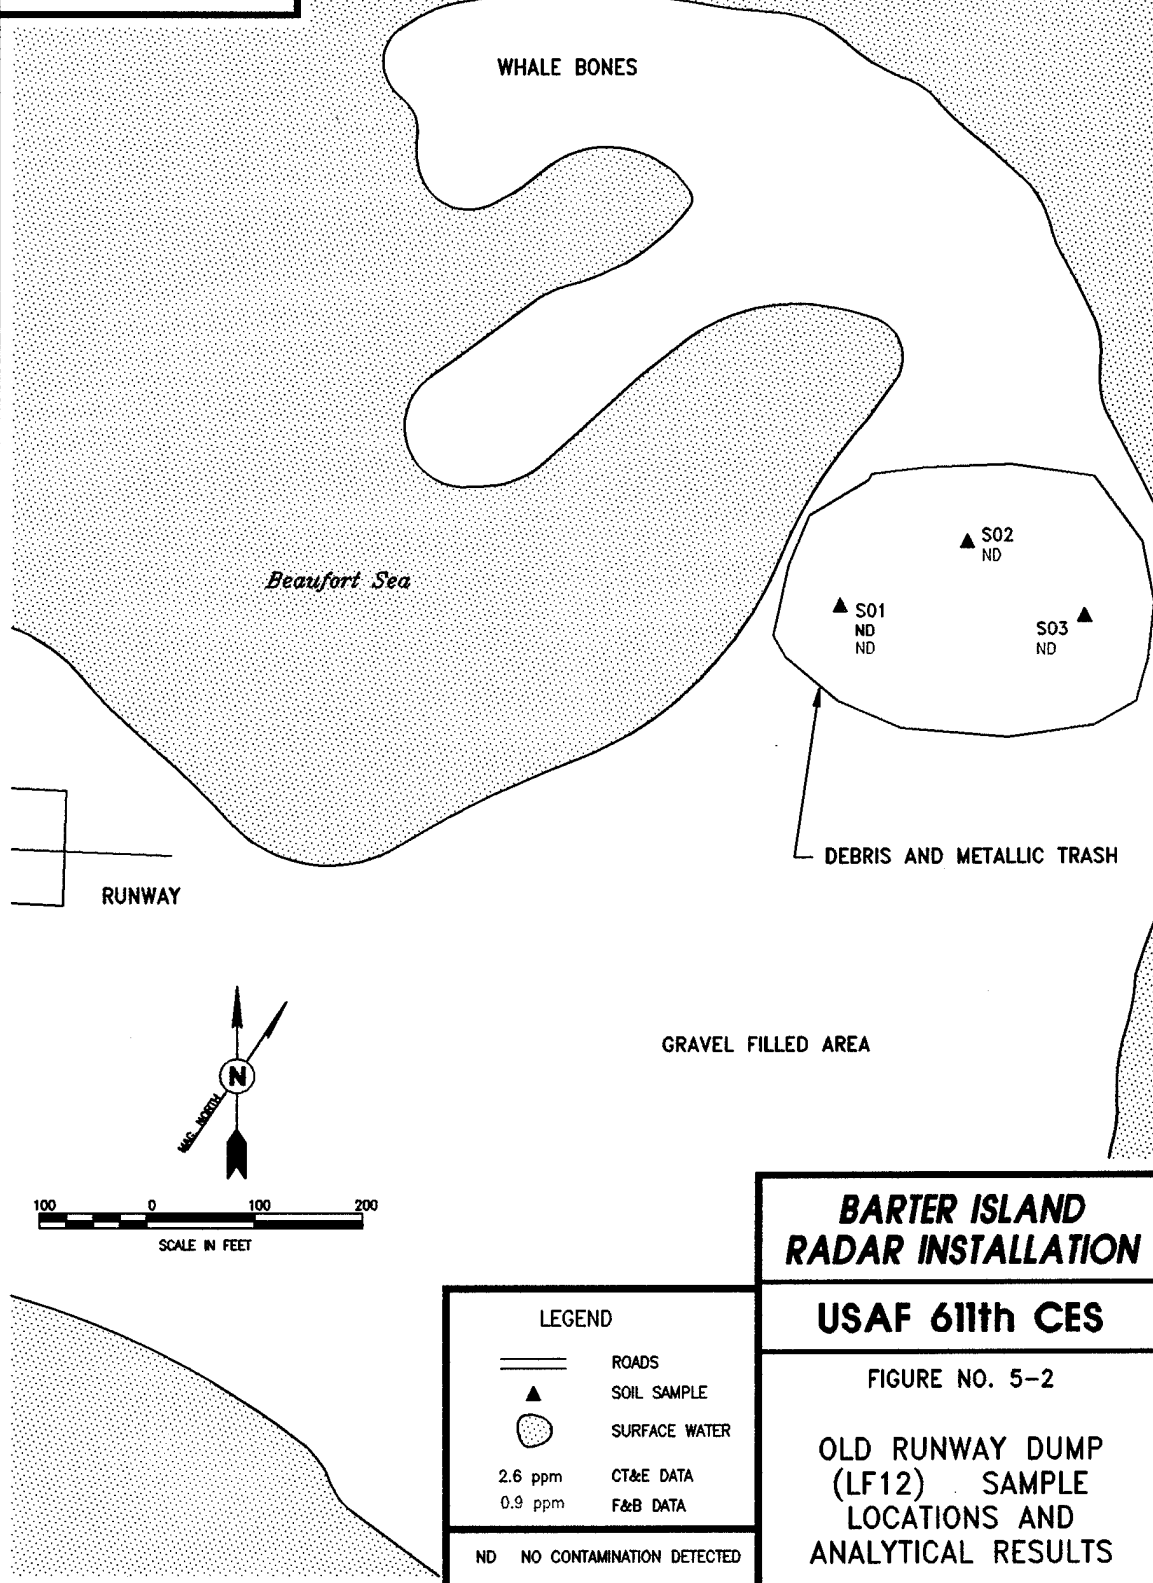 WHALE BONES
Beaufort Sea
S02
ND
S01
ND
ND
S03
ND
DEBRIS AND METALLIC TRASH
RUNWAY
GRAVEL FILLED AREA
N
MAG. NORTH
100 0 100 200
SCALE IN FEET
LEGEND
ROADS
SOIL SAMPLE
SURFACE WATER
2.6 ppm CT&E DATA
0.9 ppm F&B DATA
ND NO CONTAMINATION DETECTED
BARTER ISLAND
RADAR INSTALLATION
USAF 611th CES
FIGURE NO. 5-2
OLD RUNWAY DUMP
(LF12) SAMPLE
LOCATIONS AND
ANALYTICAL RESULTS